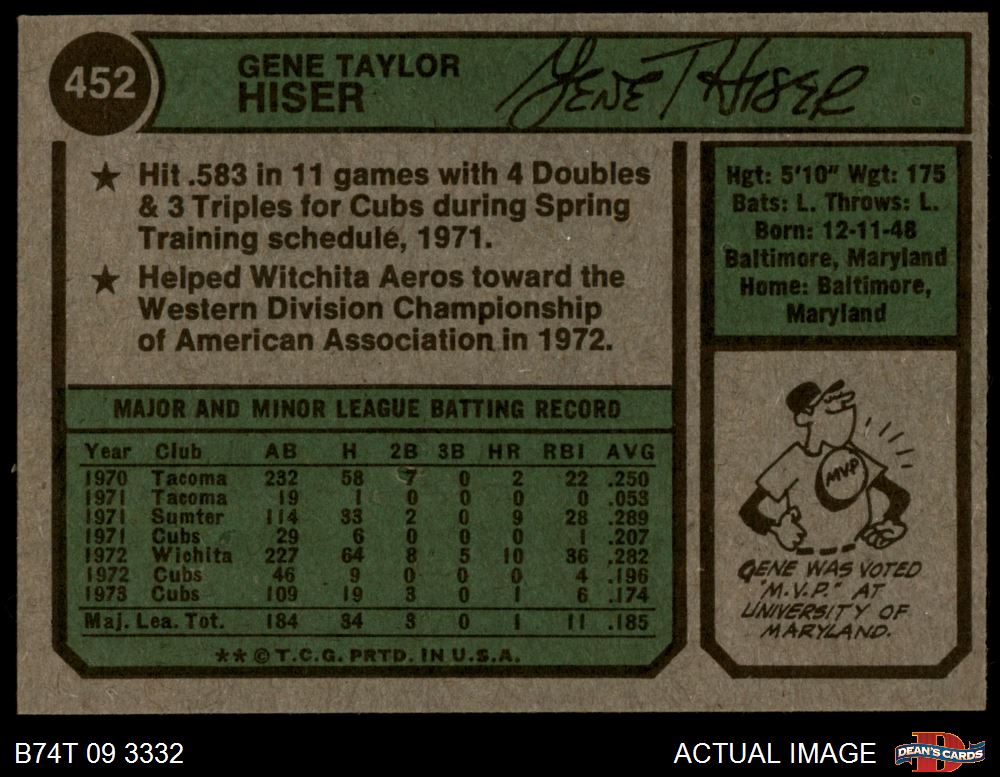 452
GENE TAYLOR
HISER
Gene T Hiser
★ Hit .583 in 11 games with 4 Doubles
& 3 Triples for Cubs during Spring
Training schedule, 1971.
★ Helped Witchita Aeros toward the
Western Division Championship
of American Association in 1972.
Hgt: 5'10" Wgt: 175
Bats: L. Throws: L.
Born: 12-11-48
Baltimore, Maryland
Home: Baltimore,
Maryland
MAJOR AND MINOR LEAGUE BATTING RECORD
Year Club AB H 2B 3B HR RBI AVG
1970 Tacoma 232 58 7 0 2 22 .250
1971 Tacoma 19 1 0 0 0 0 .053
1971 Sumter 114 33 2 0 9 28 .289
1971 Cubs 29 6 0 0 0 1 .207
1972 Wichita 227 64 8 5 10 36 .282
1972 Cubs 46 9 0 0 0 4 .196
1973 Cubs 109 19 3 0 1 6 .174
Maj. Lea. Tot. 184 34 3 0 1 11 .185
** © T.C.G. PRTD. IN U.S.A.
MVP
GENE WAS VOTED
"M.V.P." AT
UNIVERSITY OF
MARYLAND.
B74T 09 3332
ACTUAL IMAGE
D
DEAN'S CARDS